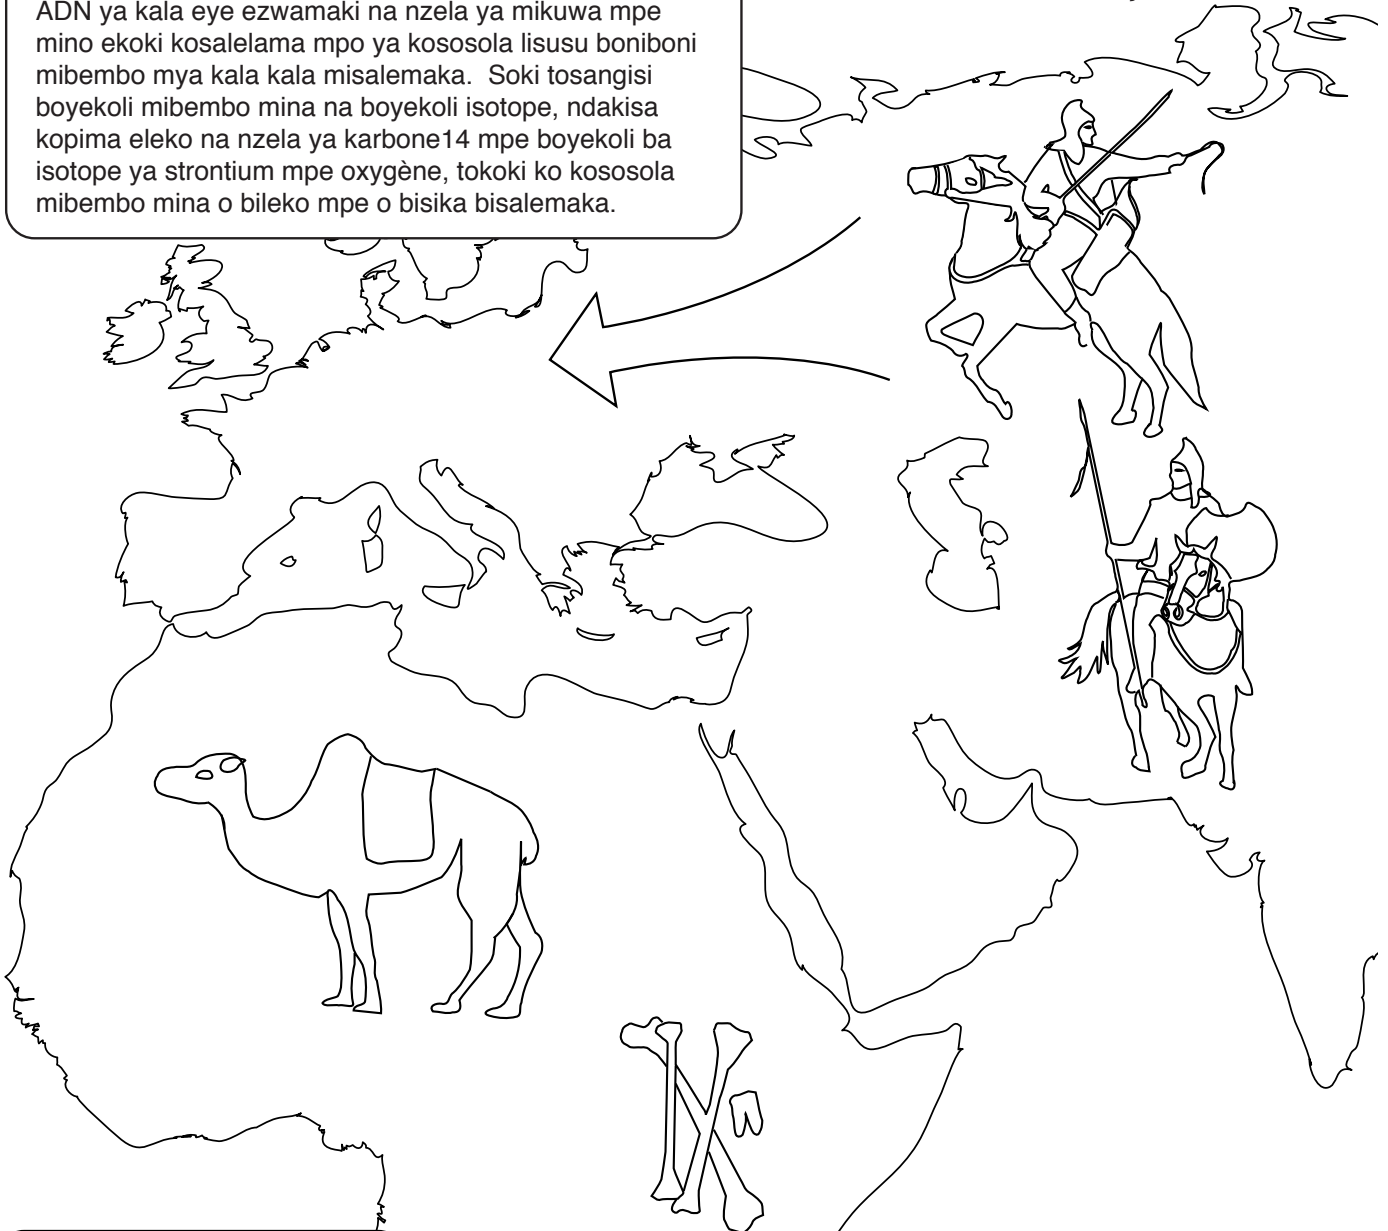 ADN ya kala eye ezwamaki na nzela ya mikuwa mpe
mino ekoki kosalelama mpo ya kososola lisusu boniboni
mibembo mya kala kala misalemaka.  Soki tosangisi
boyekoli mibembo mina na boyekoli isotope, ndakisa
kopima eleko na nzela ya karbone14 mpe boyekoli ba
isotope ya strontium mpe oxygène, tokoki ko kososola
mibembo mina o bileko mpe o bisika bisalemaka.